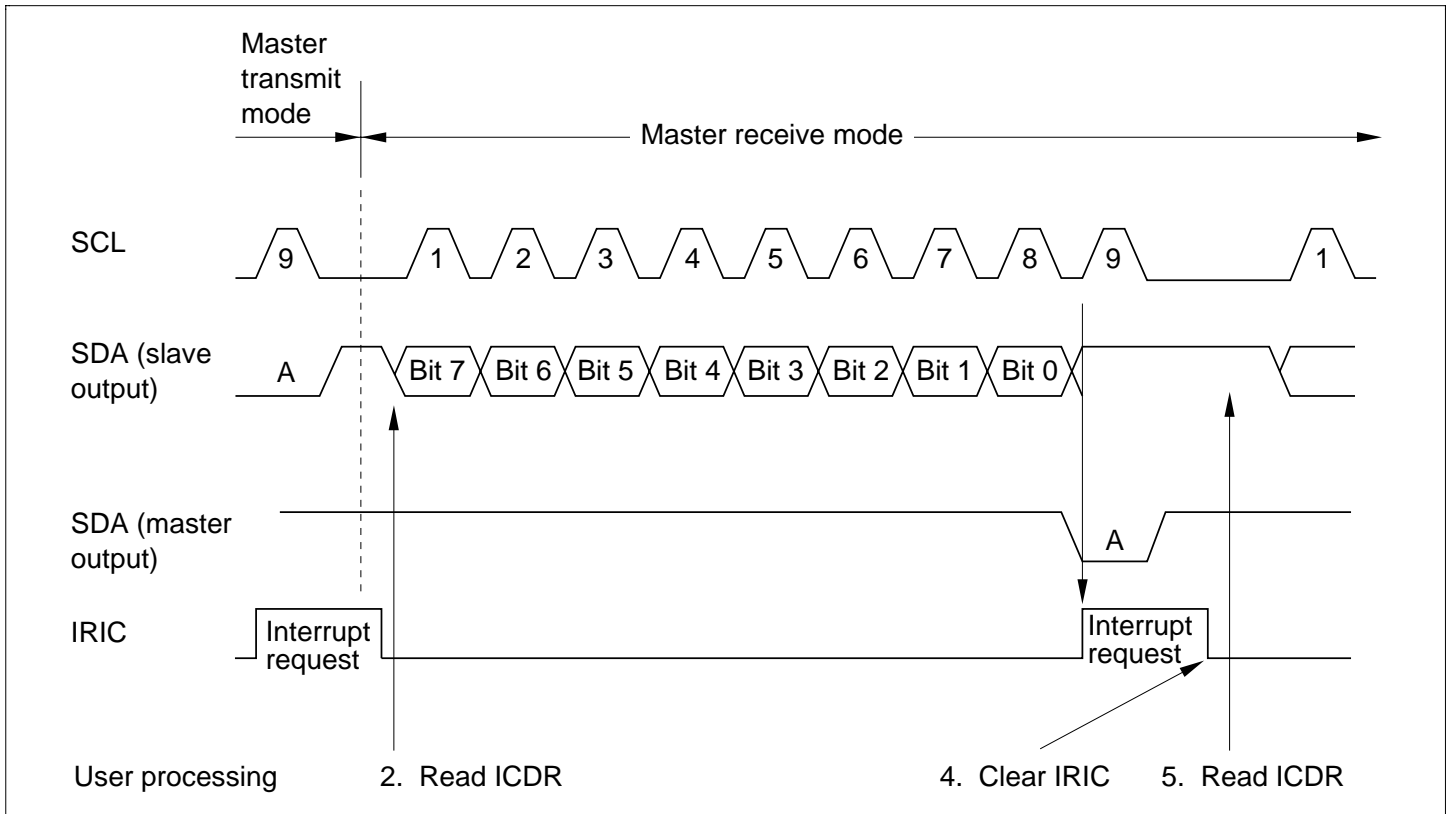 Master
transmit
mode
Master receive mode
SCL
9 1 2 3 4 5 6 7 8 9 1
SDA (slave
output)
A Bit 7 Bit 6 Bit 5 Bit 4 Bit 3 Bit 2 Bit 1 Bit 0
SDA (master
output)
A
IRIC
Interrupt
request
Interrupt
request
User processing 2. Read ICDR 4. Clear IRIC 5. Read ICDR